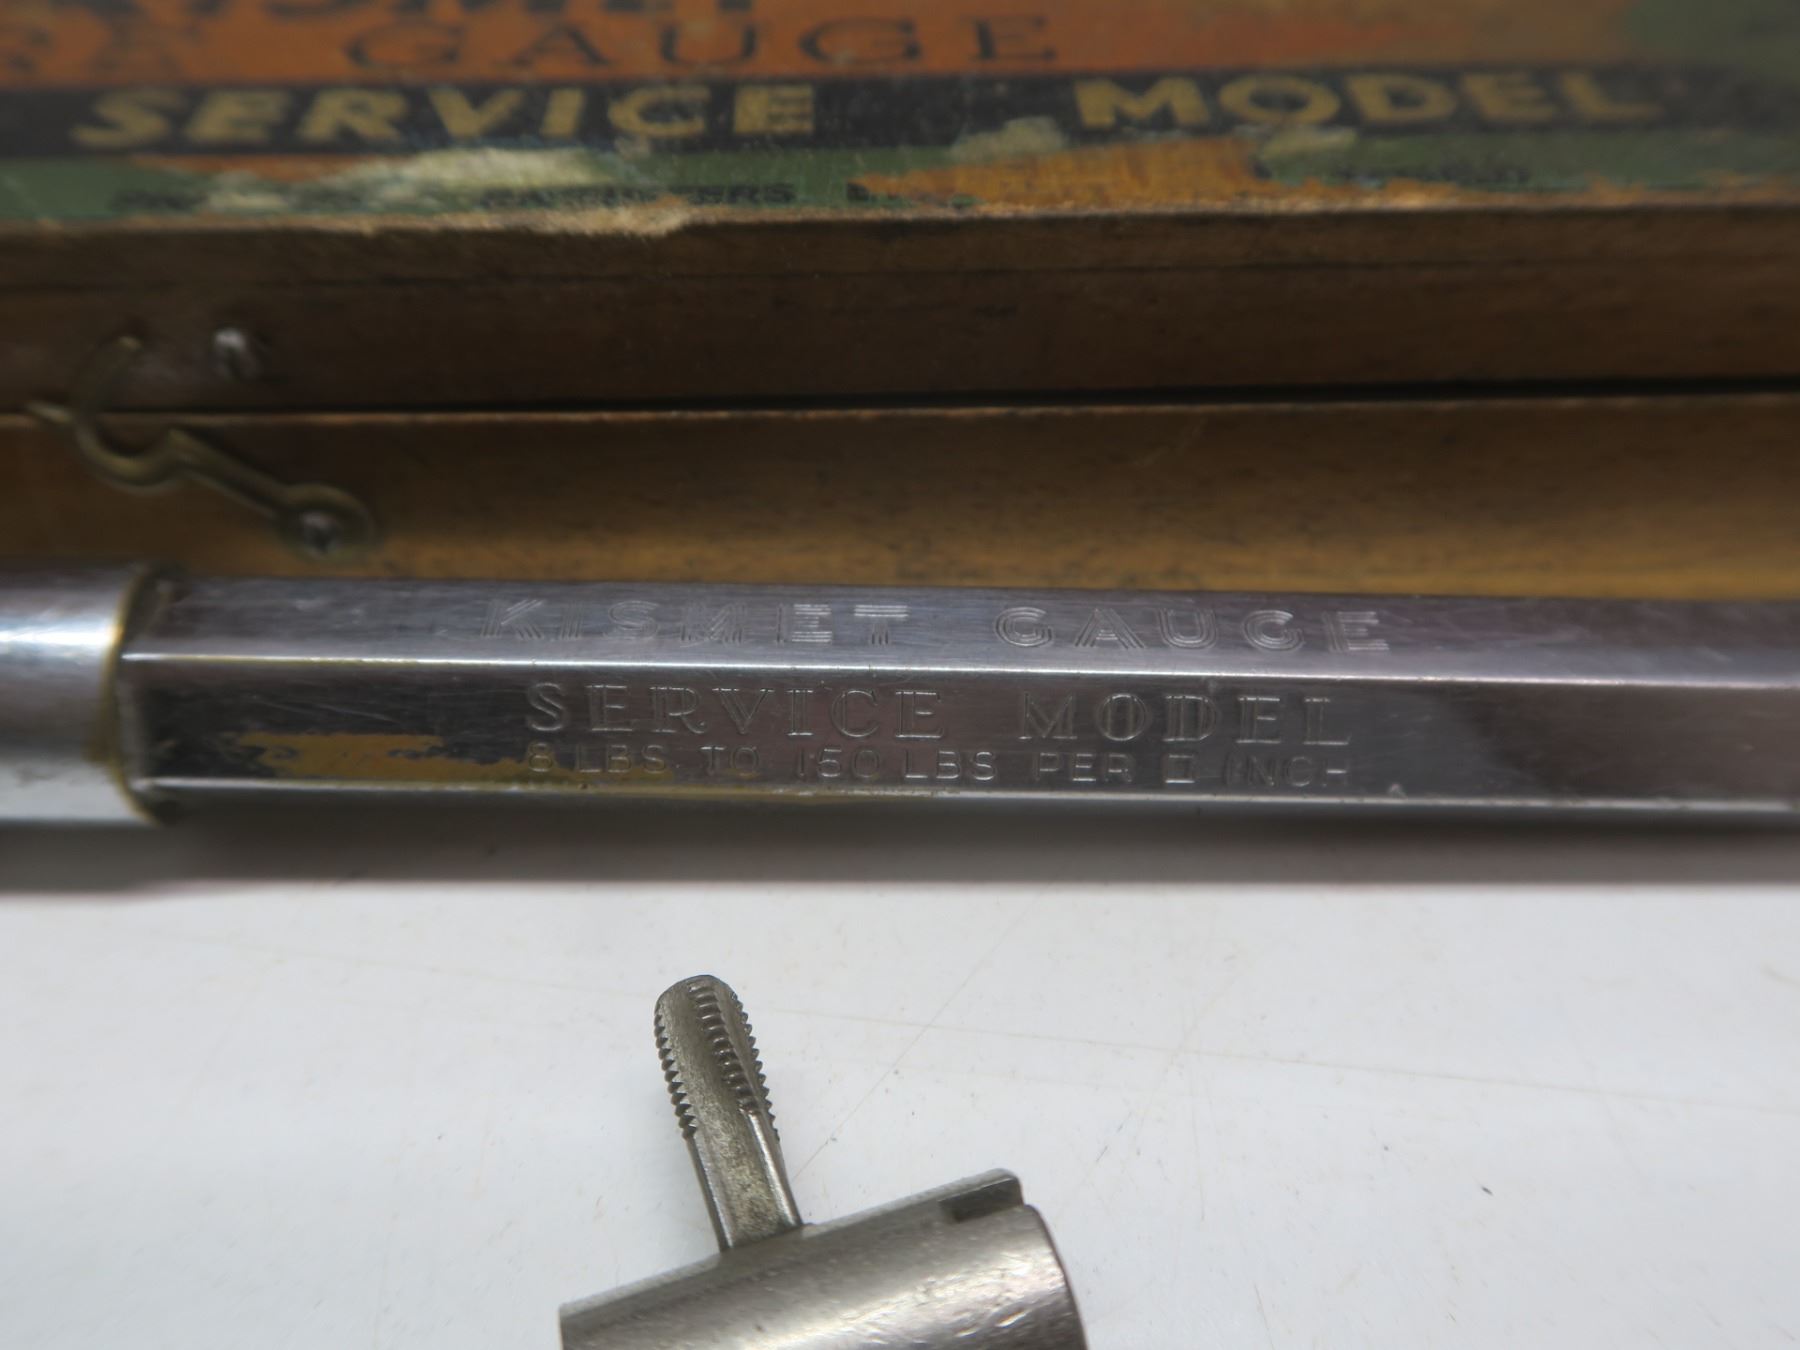 GAUGE
SERVICE MODEL
KISMET GAUGE
SERVICE MODEL
8 LBS. TO 150 LBS PER □ INCH